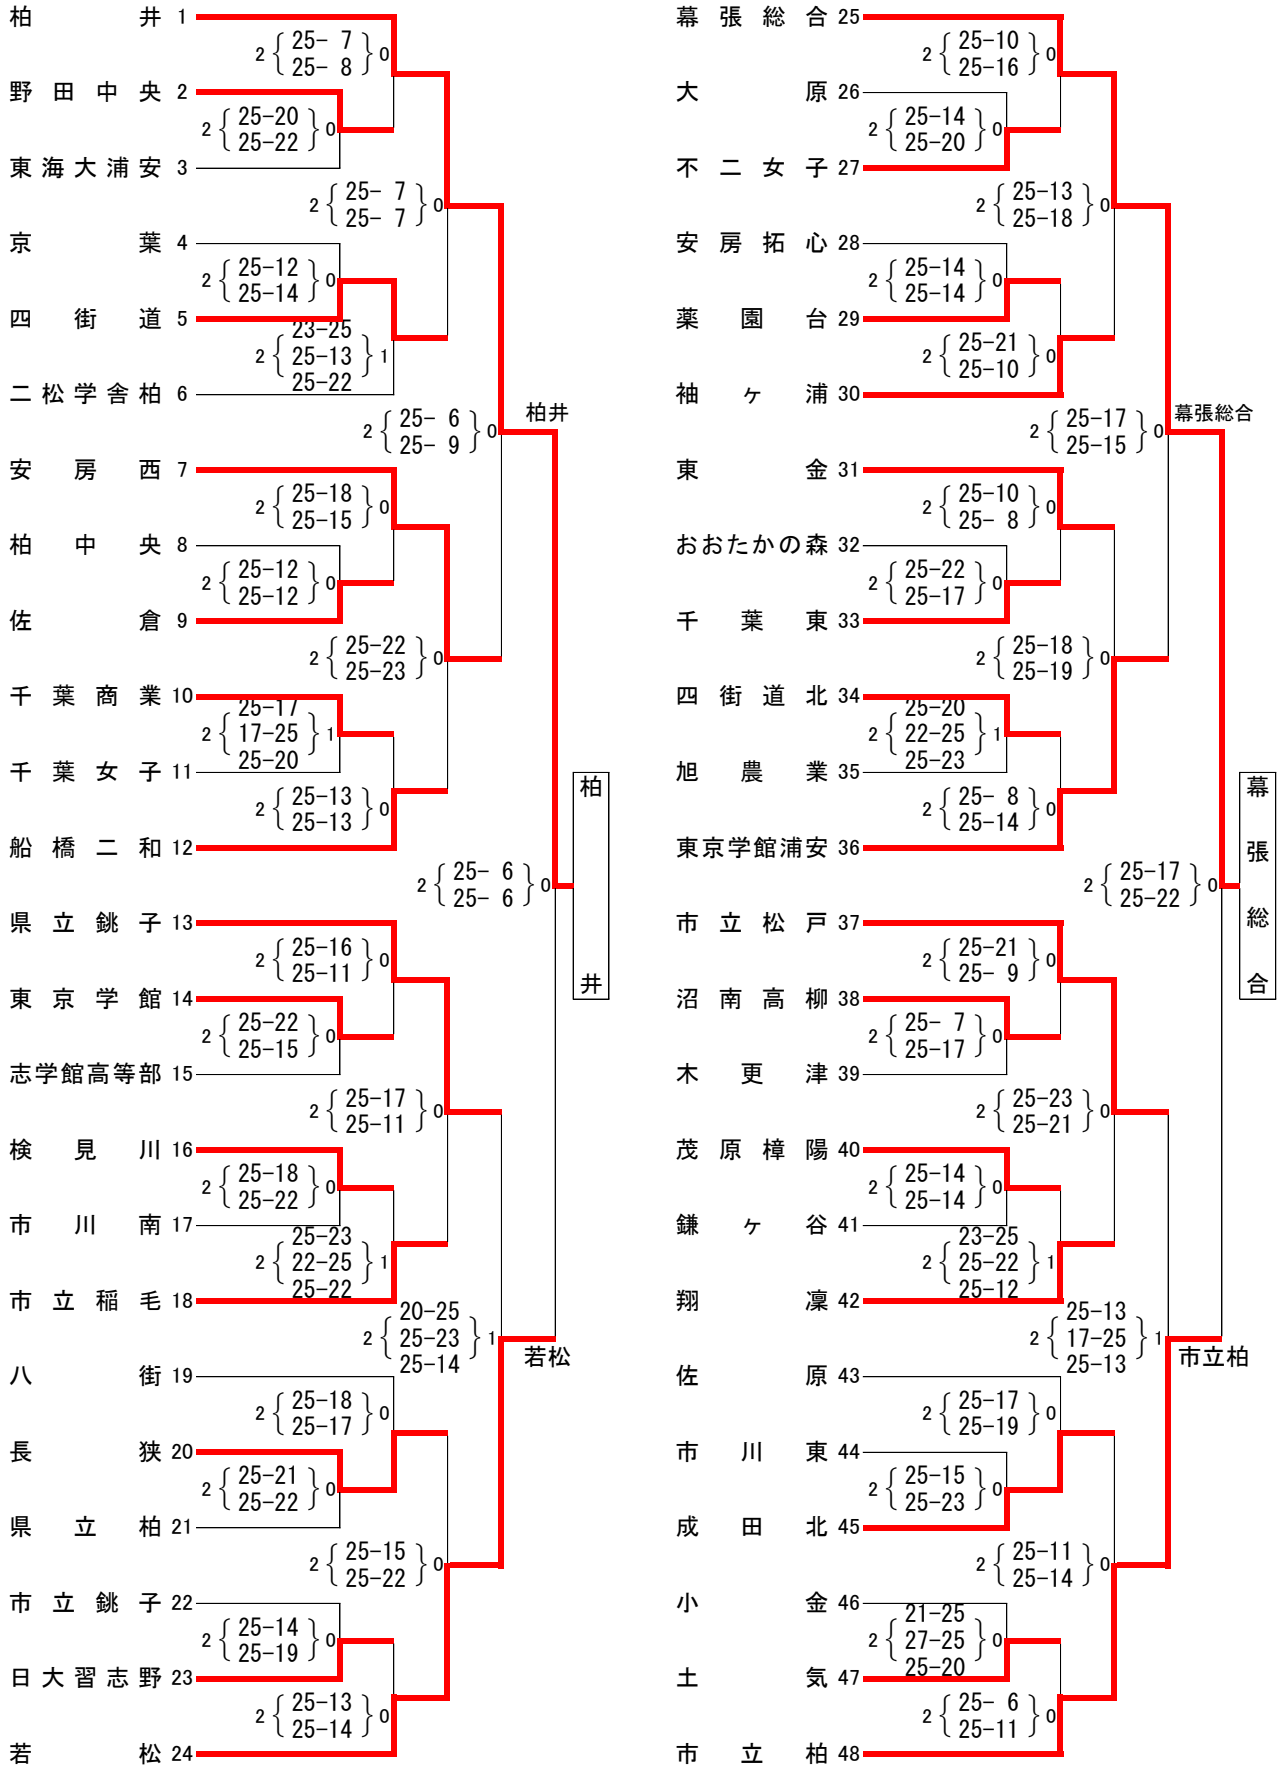 柏井 1
2 { 25- 7 } 0
25- 8
野田中央 2
2 { 25-20 } 0
25-22
東海大浦安 3
2 { 25- 7 } 0
25- 7
京葉 4
2 { 25-12 } 0
25-14
四街道 5
23-25
2 { 25-13 } 1
25-22
二松学舎柏 6
2 { 25- 6 } 0
25- 9
柏井
安房西 7
2 { 25-18 } 0
25-15
柏中央 8
2 { 25-12 } 0
25-12
佐倉 9
2 { 25-22 } 0
25-23
千葉商業 10
25-17
2 { 17-25 } 1
25-20
千葉女子 11
2 { 25-13 } 0
25-13
船橋二和 12
2 { 25- 6 } 0
25- 6
柏井
県立銚子 13
2 { 25-16 } 0
25-11
東京学館 14
2 { 25-22 } 0
25-15
志学館高等部 15
2 { 25-17 } 0
25-11
検見川 16
2 { 25-18 } 0
25-22
市川南 17
25-23
2 { 22-25 } 1
25-22
市立稲毛 18
20-25
2 { 25-23 } 1
25-14
若松
八街 19
2 { 25-18 } 0
25-17
長狭 20
2 { 25-21 } 0
25-22
県立柏 21
2 { 25-15 } 0
25-22
市立銚子 22
2 { 25-14 } 0
25-19
日大習志野 23
2 { 25-13 } 0
25-14
若松 24
幕張総合 25
2 { 25-10 } 0
25-16
大原 26
2 { 25-14 } 0
25-20
不二女子 27
2 { 25-13 } 0
25-18
安房拓心 28
2 { 25-14 } 0
25-14
薬園台 29
2 { 25-21 } 0
25-10
袖ヶ浦 30
2 { 25-17 } 0
25-15
幕張総合
東金 31
2 { 25-10 } 0
25- 8
おおたかの森 32
2 { 25-22 } 0
25-17
千葉東 33
2 { 25-18 } 0
25-19
四街道北 34
25-20
2 { 22-25 } 1
25-23
旭農業 35
2 { 25- 8 } 0
25-14
東京学館浦安 36
2 { 25-17 } 0
25-22
幕張総合
市立松戸 37
2 { 25-21 } 0
25- 9
沼南高柳 38
2 { 25- 7 } 0
25-17
木更津 39
2 { 25-23 } 0
25-21
茂原樟陽 40
2 { 25-14 } 0
25-14
鎌ヶ谷 41
23-25
2 { 25-22 } 1
25-12
翔凜 42
25-13
2 { 17-25 } 1
25-13
市立柏
佐原 43
2 { 25-17 } 0
25-19
市川東 44
2 { 25-15 } 0
25-23
成田北 45
2 { 25-11 } 0
25-14
小金 46
21-25
2 { 27-25 } 0
25-20
土気 47
2 { 25- 6 } 0
25-11
市立柏 48